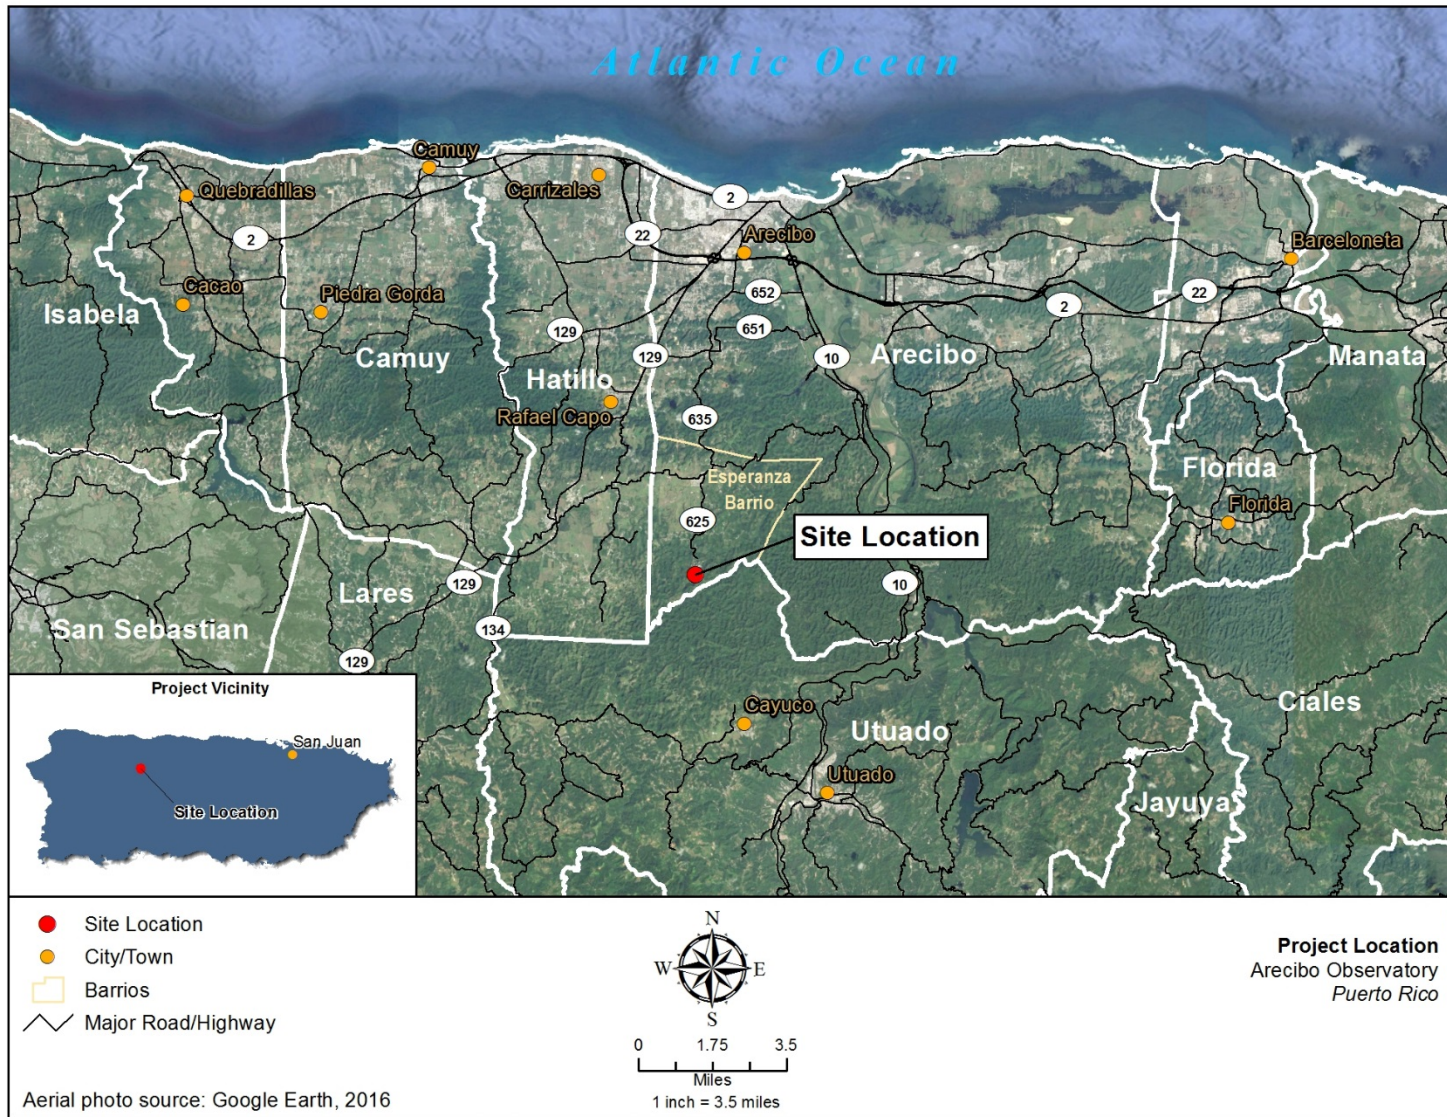 Atlantic Ocean
Camuy
Quebradillas
Carrizales
2
2
22
Arecibo
Barceloneta
Cacao
Piedra Gorda
652
22
2
Isabela
129
651
Camuy
129
10
Arecibo
Manata
Hatillo
Rafael Capo
635
Esperanza
Barrio
Florida
Florida
625
Site Location
129
10
Lares
San Sebastian
134
129
Cayuco
Utuado
Ciales
Utuado
Jayuya
Project Vicinity
San Juan
Site Location
Site Location
City/Town
Barrios
Major Road/Highway
Aerial photo source: Google Earth, 2016
N
W
E
S
0 1.75 3.5
Miles
1 inch = 3.5 miles
Project Location
Arecibo Observatory
Puerto Rico